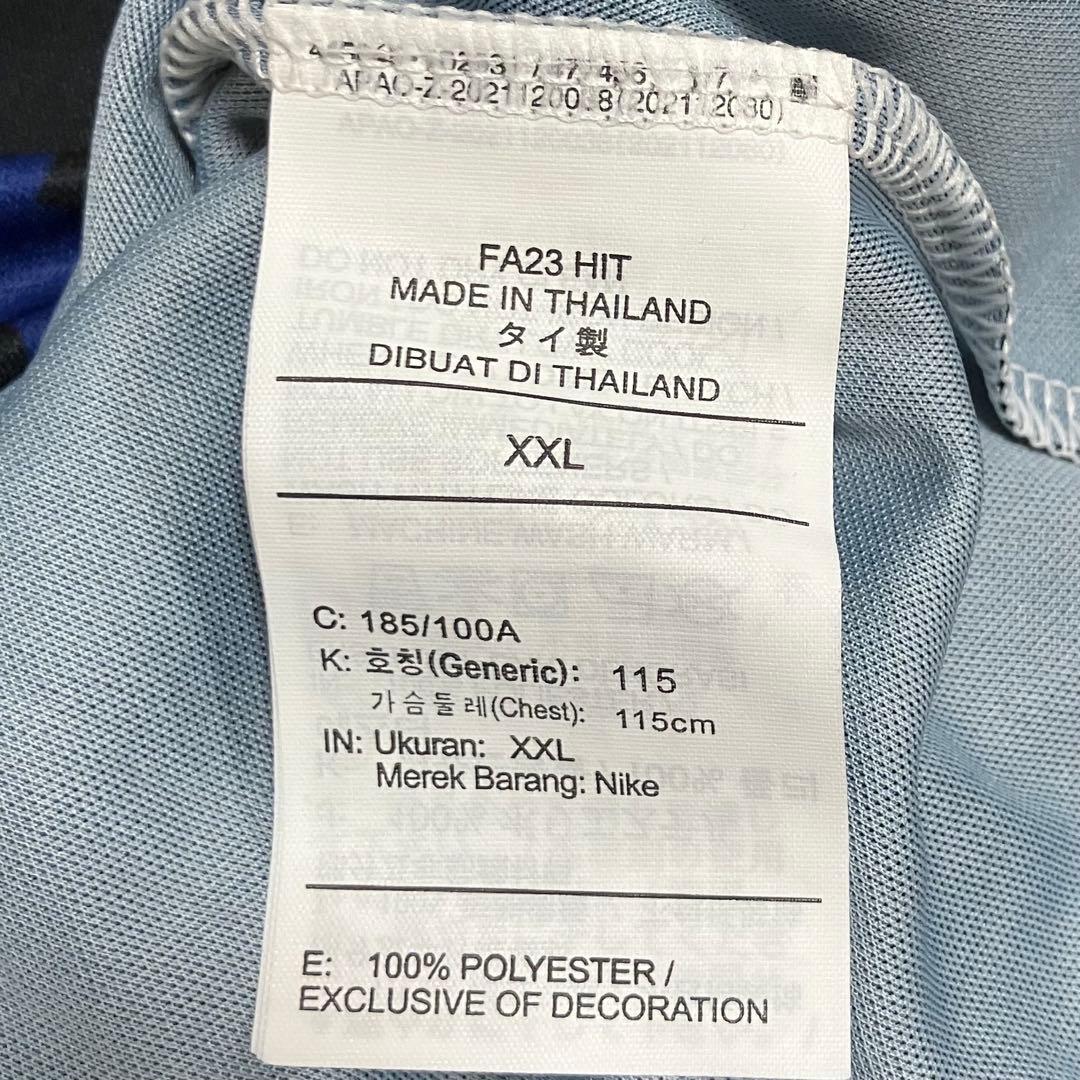 FA23 HIT
MADE IN THAILAND
タイ製
DIBUAT DI THAILAND
XXL
C: 185/100A
K: 호칭(Generic): 115
가슴둘레(Chest): 115cm
IN: Ukuran: XXL
Merek Barang: Nike
E: 100% POLYESTER /
EXCLUSIVE OF DECORATION